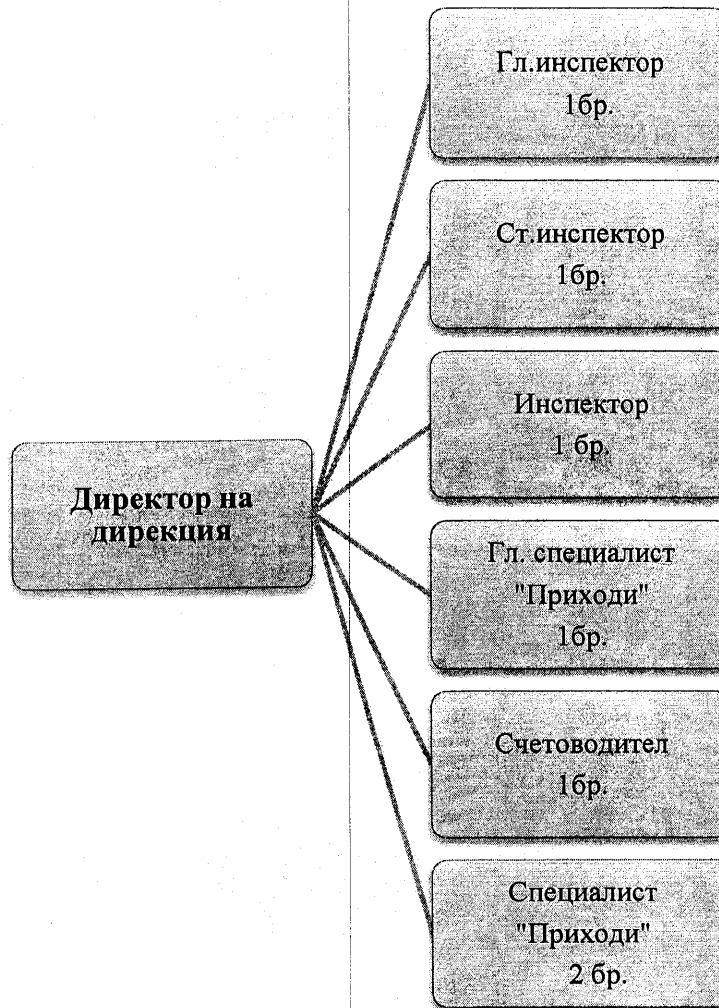 Гл.инспектор
1бр.
Ст.инспектор
1бр.
Инспектор
1 бр.
Директор на
дирекция
Гл. специалист
"Приходи"
1бр.
Счетоводител
1бр.
Специалист
"Приходи"
2 бр.